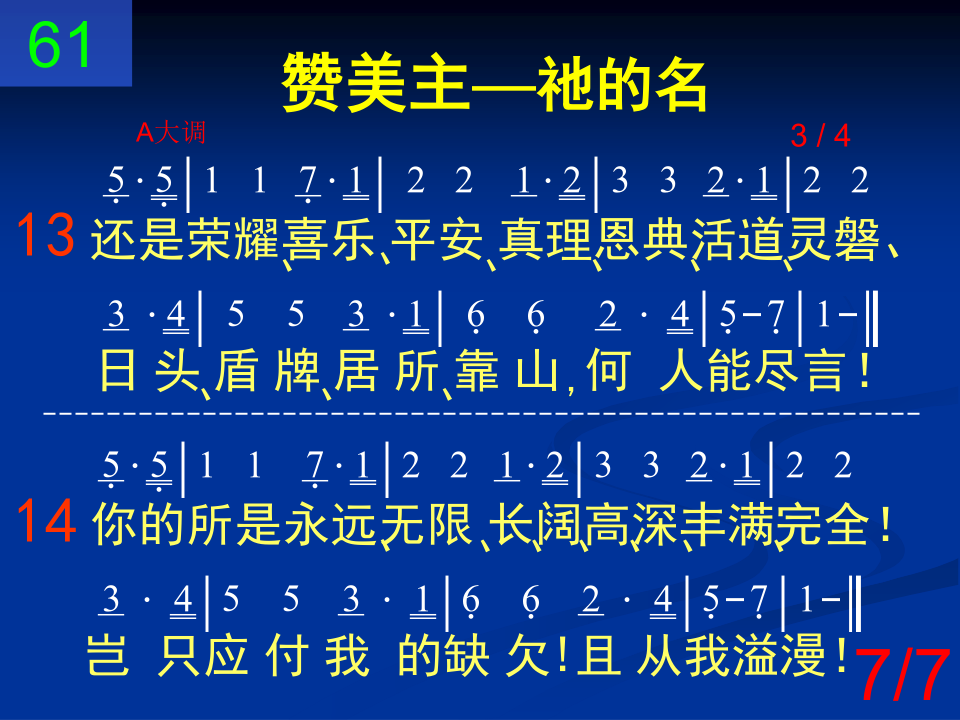 61
赞美主—祂的名
A大调
3 / 4
5 · 5 | 1 1 7 · 1 | 2 2 1 · 2 | 3 3 2 · 1 | 2 2
13 还是荣耀、喜乐、平安、真理、恩典、活道、灵磐、
3 · 4 | 5 5 3 · 1 | 6 6 2 · 4 | 5 - 7 | 1 - ‖
日头、盾牌、居所、靠山,何人能尽言!
5 · 5 | 1 1 7 · 1 | 2 2 1 · 2 | 3 3 2 · 1 | 2 2
14 你的所是永远、无限、长、阔、高、深、丰满、完全!
3 · 4 | 5 5 3 · 1 | 6 6 2 · 4 | 5 - 7 | 1 - ‖
岂只应付我的缺欠!且从我溢漫!
7/7